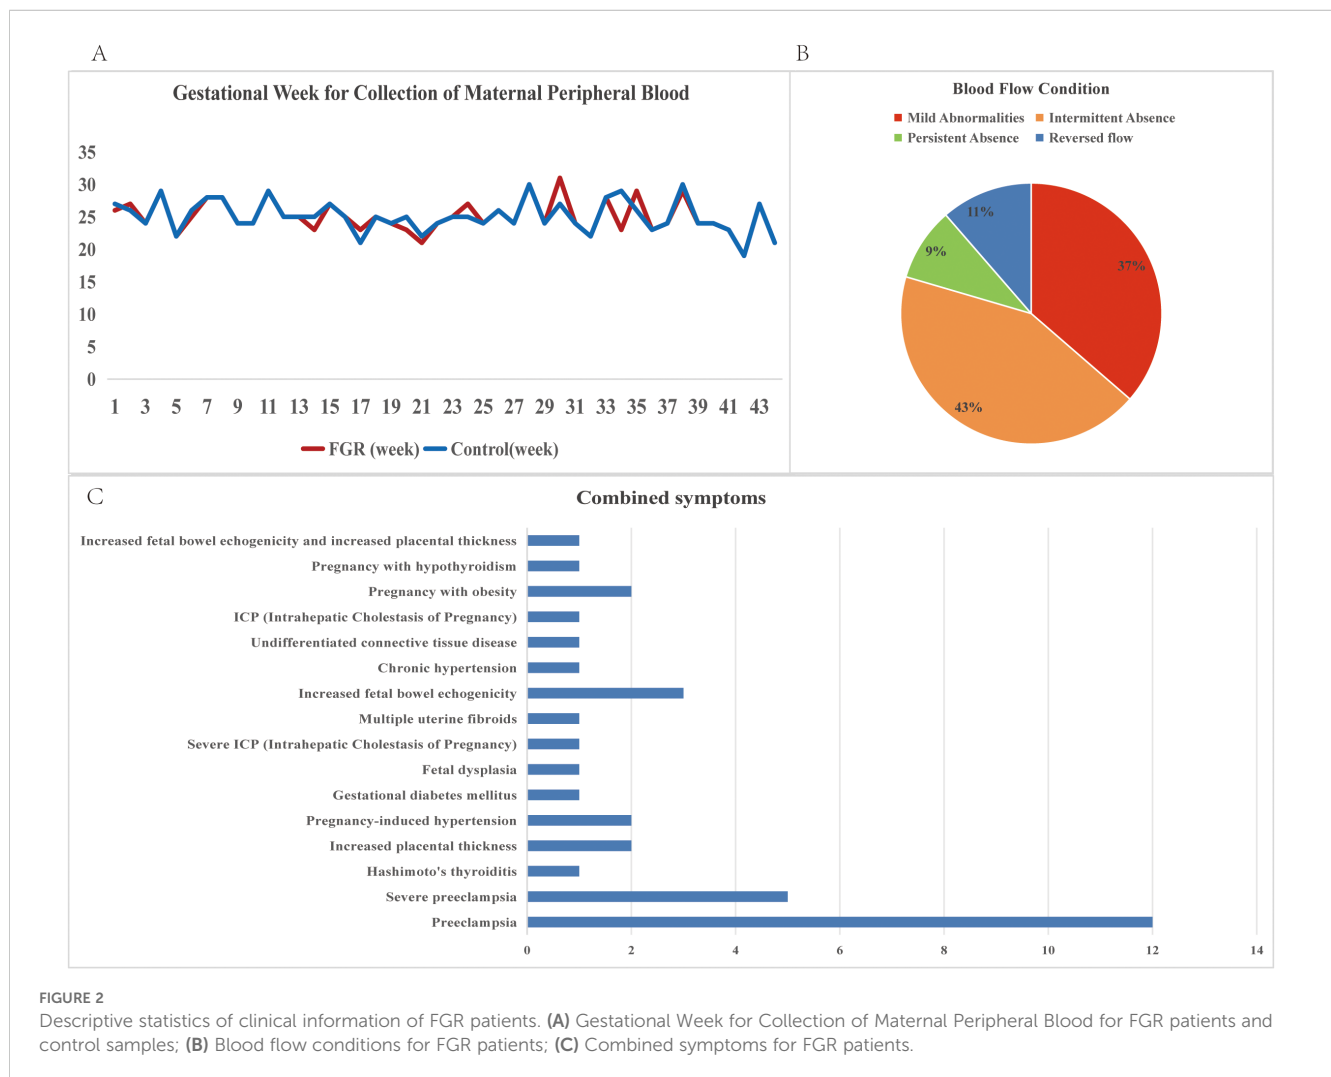 A
Gestational Week for Collection of Maternal Peripheral Blood
35
30
25
20
15
10
5
0
1 3 5 7 9 11 13 15 17 19 21 23 25 27 29 31 33 35 37 39 41 43
FGR (week) Control(week)
B
Blood Flow Condition
Mild Abnormalities Intermittent Absence
Persistent Absence Reversed flow
11%
9%
37%
43%
C
Combined symptoms
Increased fetal bowel echogenicity and increased placental thickness
Pregnancy with hypothyroidism
Pregnancy with obesity
ICP (Intrahepatic Cholestasis of Pregnancy)
Undifferentiated connective tissue disease
Chronic hypertension
Increased fetal bowel echogenicity
Multiple uterine fibroids
Severe ICP (Intrahepatic Cholestasis of Pregnancy)
Fetal dysplasia
Gestational diabetes mellitus
Pregnancy-induced hypertension
Increased placental thickness
Hashimoto's thyroiditis
Severe preeclampsia
Preeclampsia
0 2 4 6 8 10 12 14
FIGURE 2
Descriptive statistics of clinical information of FGR patients. (A) Gestational Week for Collection of Maternal Peripheral Blood for FGR patients and
control samples; (B) Blood flow conditions for FGR patients; (C) Combined symptoms for FGR patients.